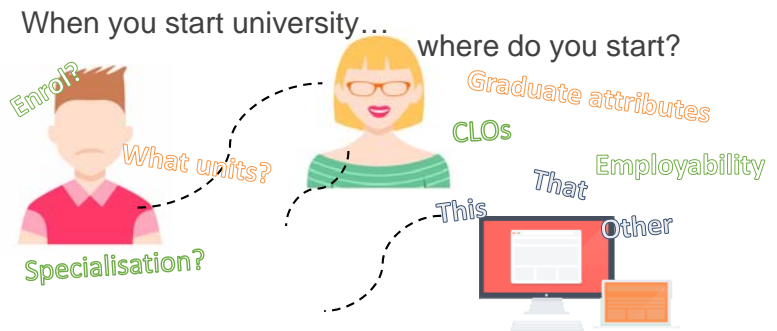 When you start university…
where do you start?
Enrol?
Graduate attributes
CLOs
What units?
Employability
That
This
Other
Specialisation?